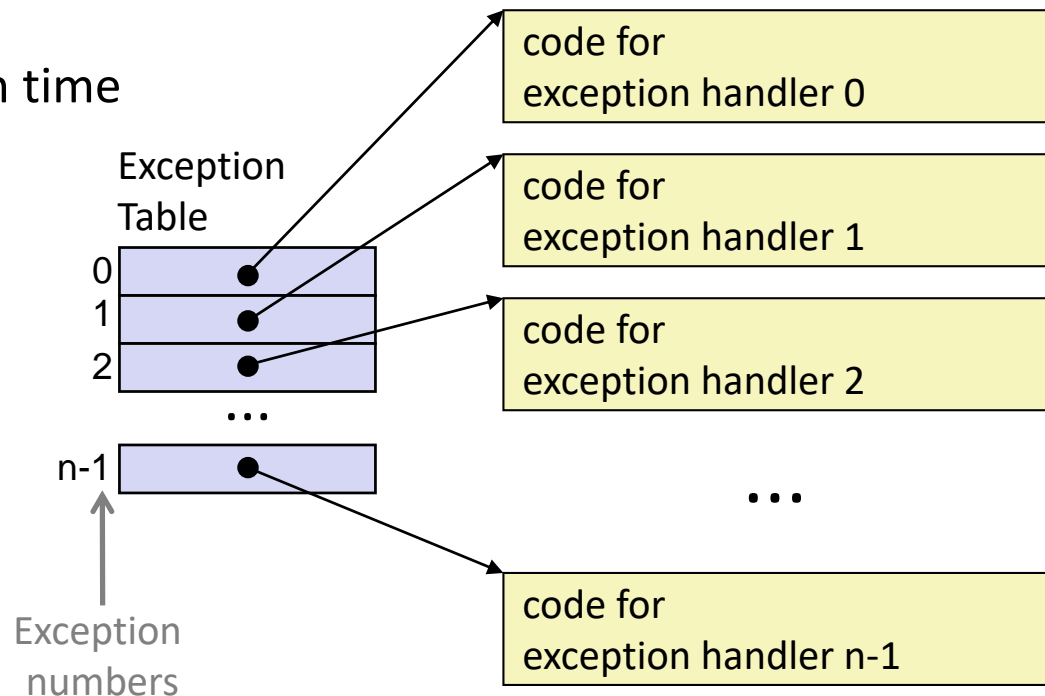 time
Exception
Table
0
1
2
...
n-1
Exception
numbers
code for
exception handler 0
code for
exception handler 1
code for
exception handler 2
...
code for
exception handler n-1